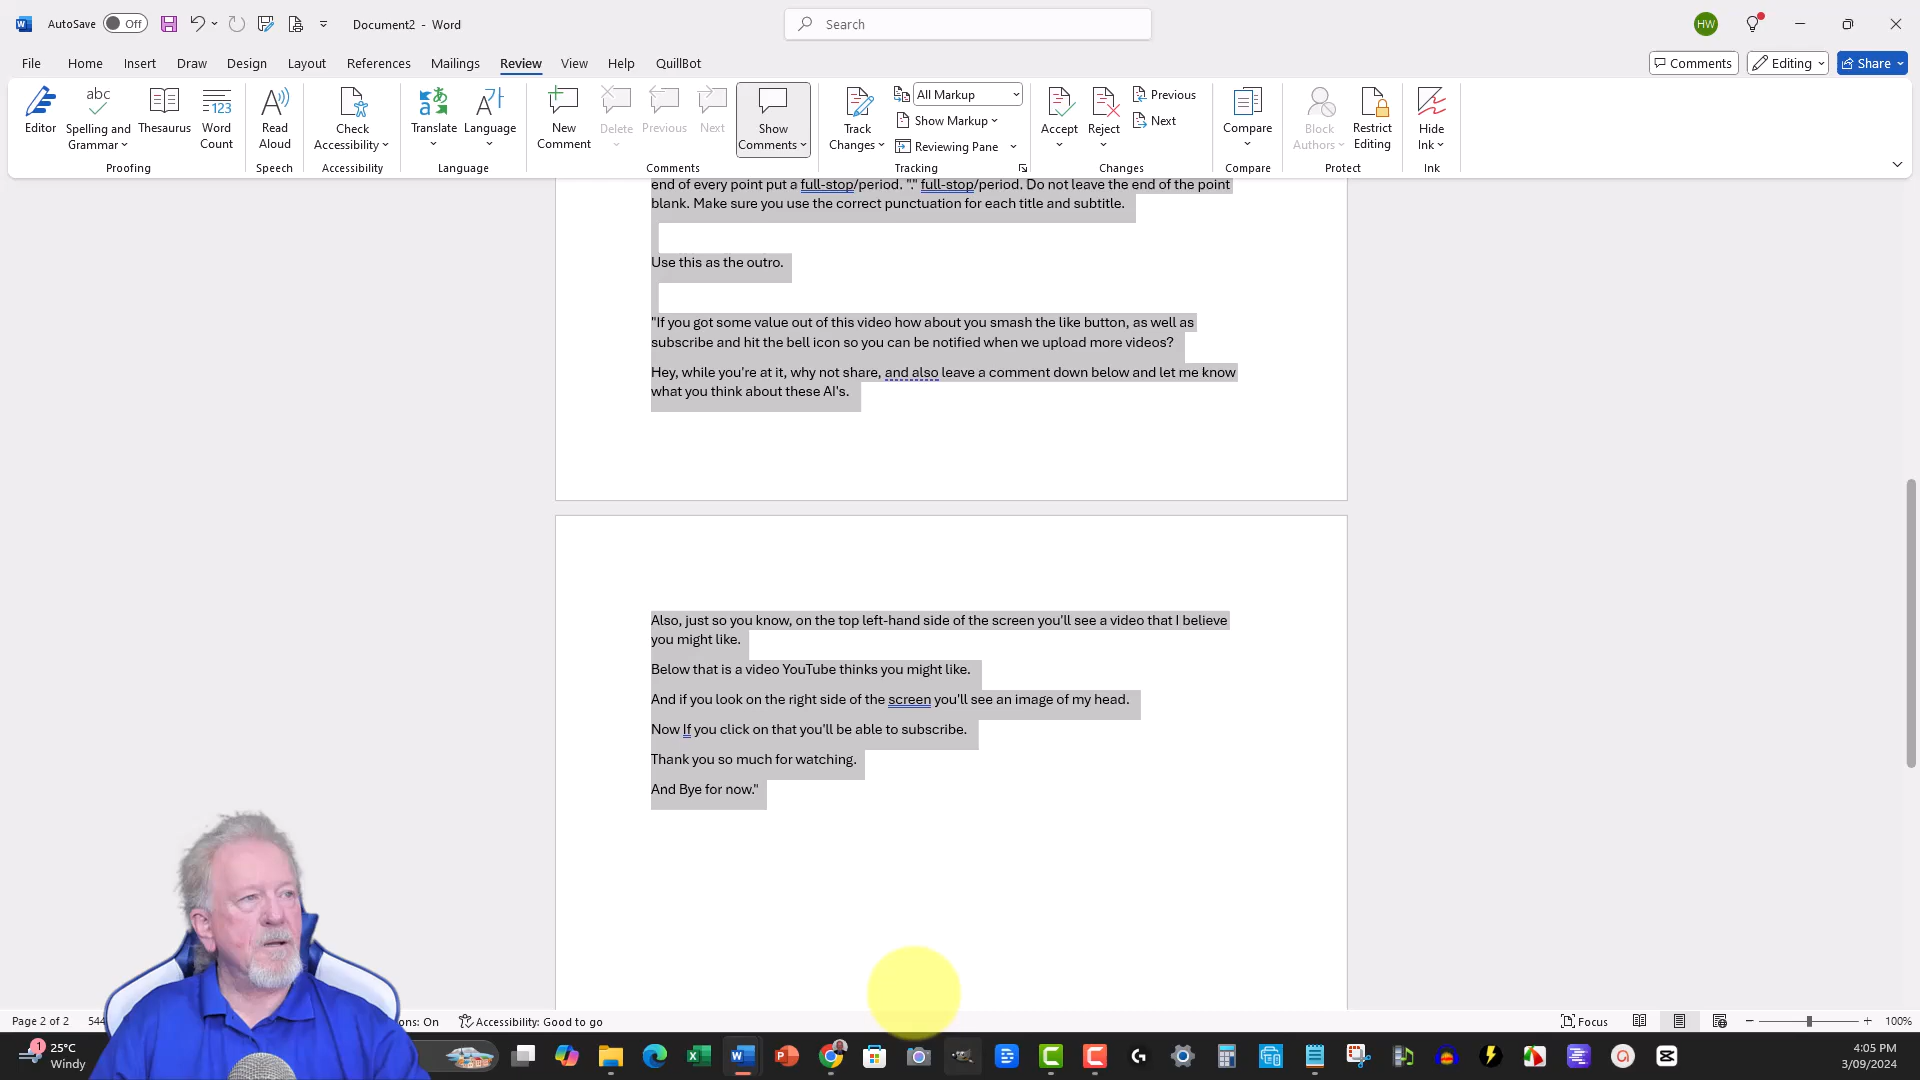 AutoSave Off Document2 - Word Search HW
File Home Insert Draw Design Layout References Mailings Review View Help QuillBot Comments Editing Share
Editor
Spelling and Grammar
Thesaurus
Word Count
Proofing
Read Aloud
Speech
Check Accessibility
Accessibility
Translate
Language
Language
New Comment
Delete
Previous
Next
Show Comments
Comments
Track Changes
All Markup
Show Markup
Reviewing Pane
Tracking
Accept
Reject
Previous
Next
Changes
Compare
Compare
Block Authors
Restrict Editing
Protect
Hide Ink
Ink
end of every point put a full-stop/period. "." full-stop/period. Do not leave the end of the point
blank. Make sure you use the correct punctuation for each title and subtitle.
Use this as the outro.
"If you got some value out of this video how about you smash the like button, as well as
subscribe and hit the bell icon so you can be notified when we upload more videos?
Hey, while you're at it, why not share, and also leave a comment down below and let me know
what you think about these AI's.
Also, just so you know, on the top left-hand side of the screen you'll see a video that I believe
you might like.
Below that is a video YouTube thinks you might like.
And if you look on the right side of the screen you'll see an image of my head.
Now If you click on that you'll be able to subscribe.
Thank you so much for watching.
And Bye for now."
Page 2 of 2 544 ons: On Accessibility: Good to go Focus 100%
1 25°C
Windy
4:05 PM
3/09/2024